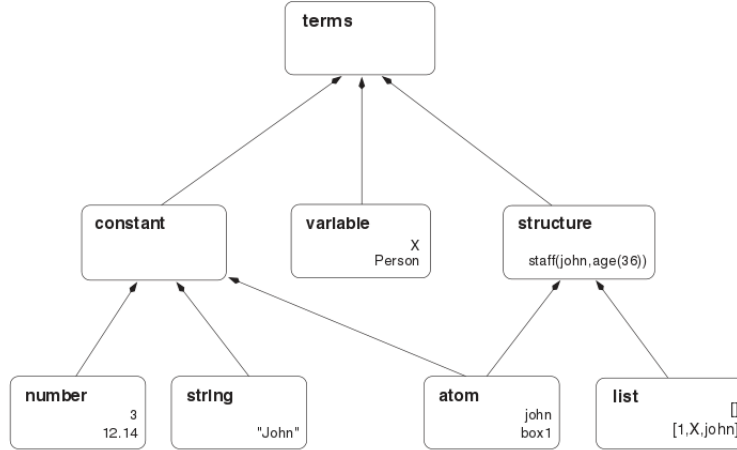 terms
constant
variable
X
Person
structure
staff(john,age(36))
number
3
12.14
string
"John"
atom
john
box1
list
[]
[1,X,john]